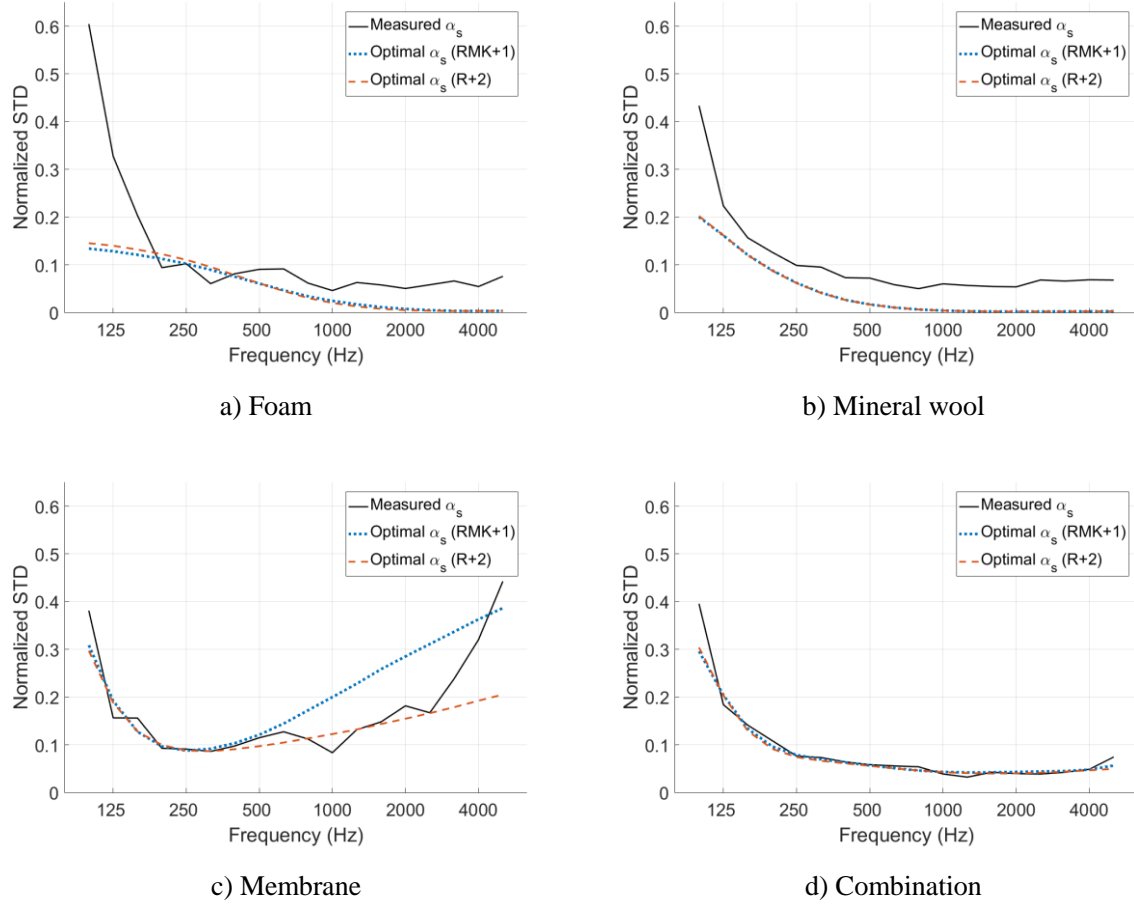 Measured αs
Optimal αs (RMK+1)
Optimal αs (R+2)
Normalized STD
0.6
0.5
0.4
0.3
0.2
0.1
0
125 250 500 1000 2000 4000
Frequency (Hz)
a) Foam
Measured αs
Optimal αs (RMK+1)
Optimal αs (R+2)
Normalized STD
0.6
0.5
0.4
0.3
0.2
0.1
0
125 250 500 1000 2000 4000
Frequency (Hz)
b) Mineral wool
Measured αs
Optimal αs (RMK+1)
Optimal αs (R+2)
Normalized STD
0.6
0.5
0.4
0.3
0.2
0.1
0
125 250 500 1000 2000 4000
Frequency (Hz)
c) Membrane
Measured αs
Optimal αs (RMK+1)
Optimal αs (R+2)
Normalized STD
0.6
0.5
0.4
0.3
0.2
0.1
0
125 250 500 1000 2000 4000
Frequency (Hz)
d) Combination